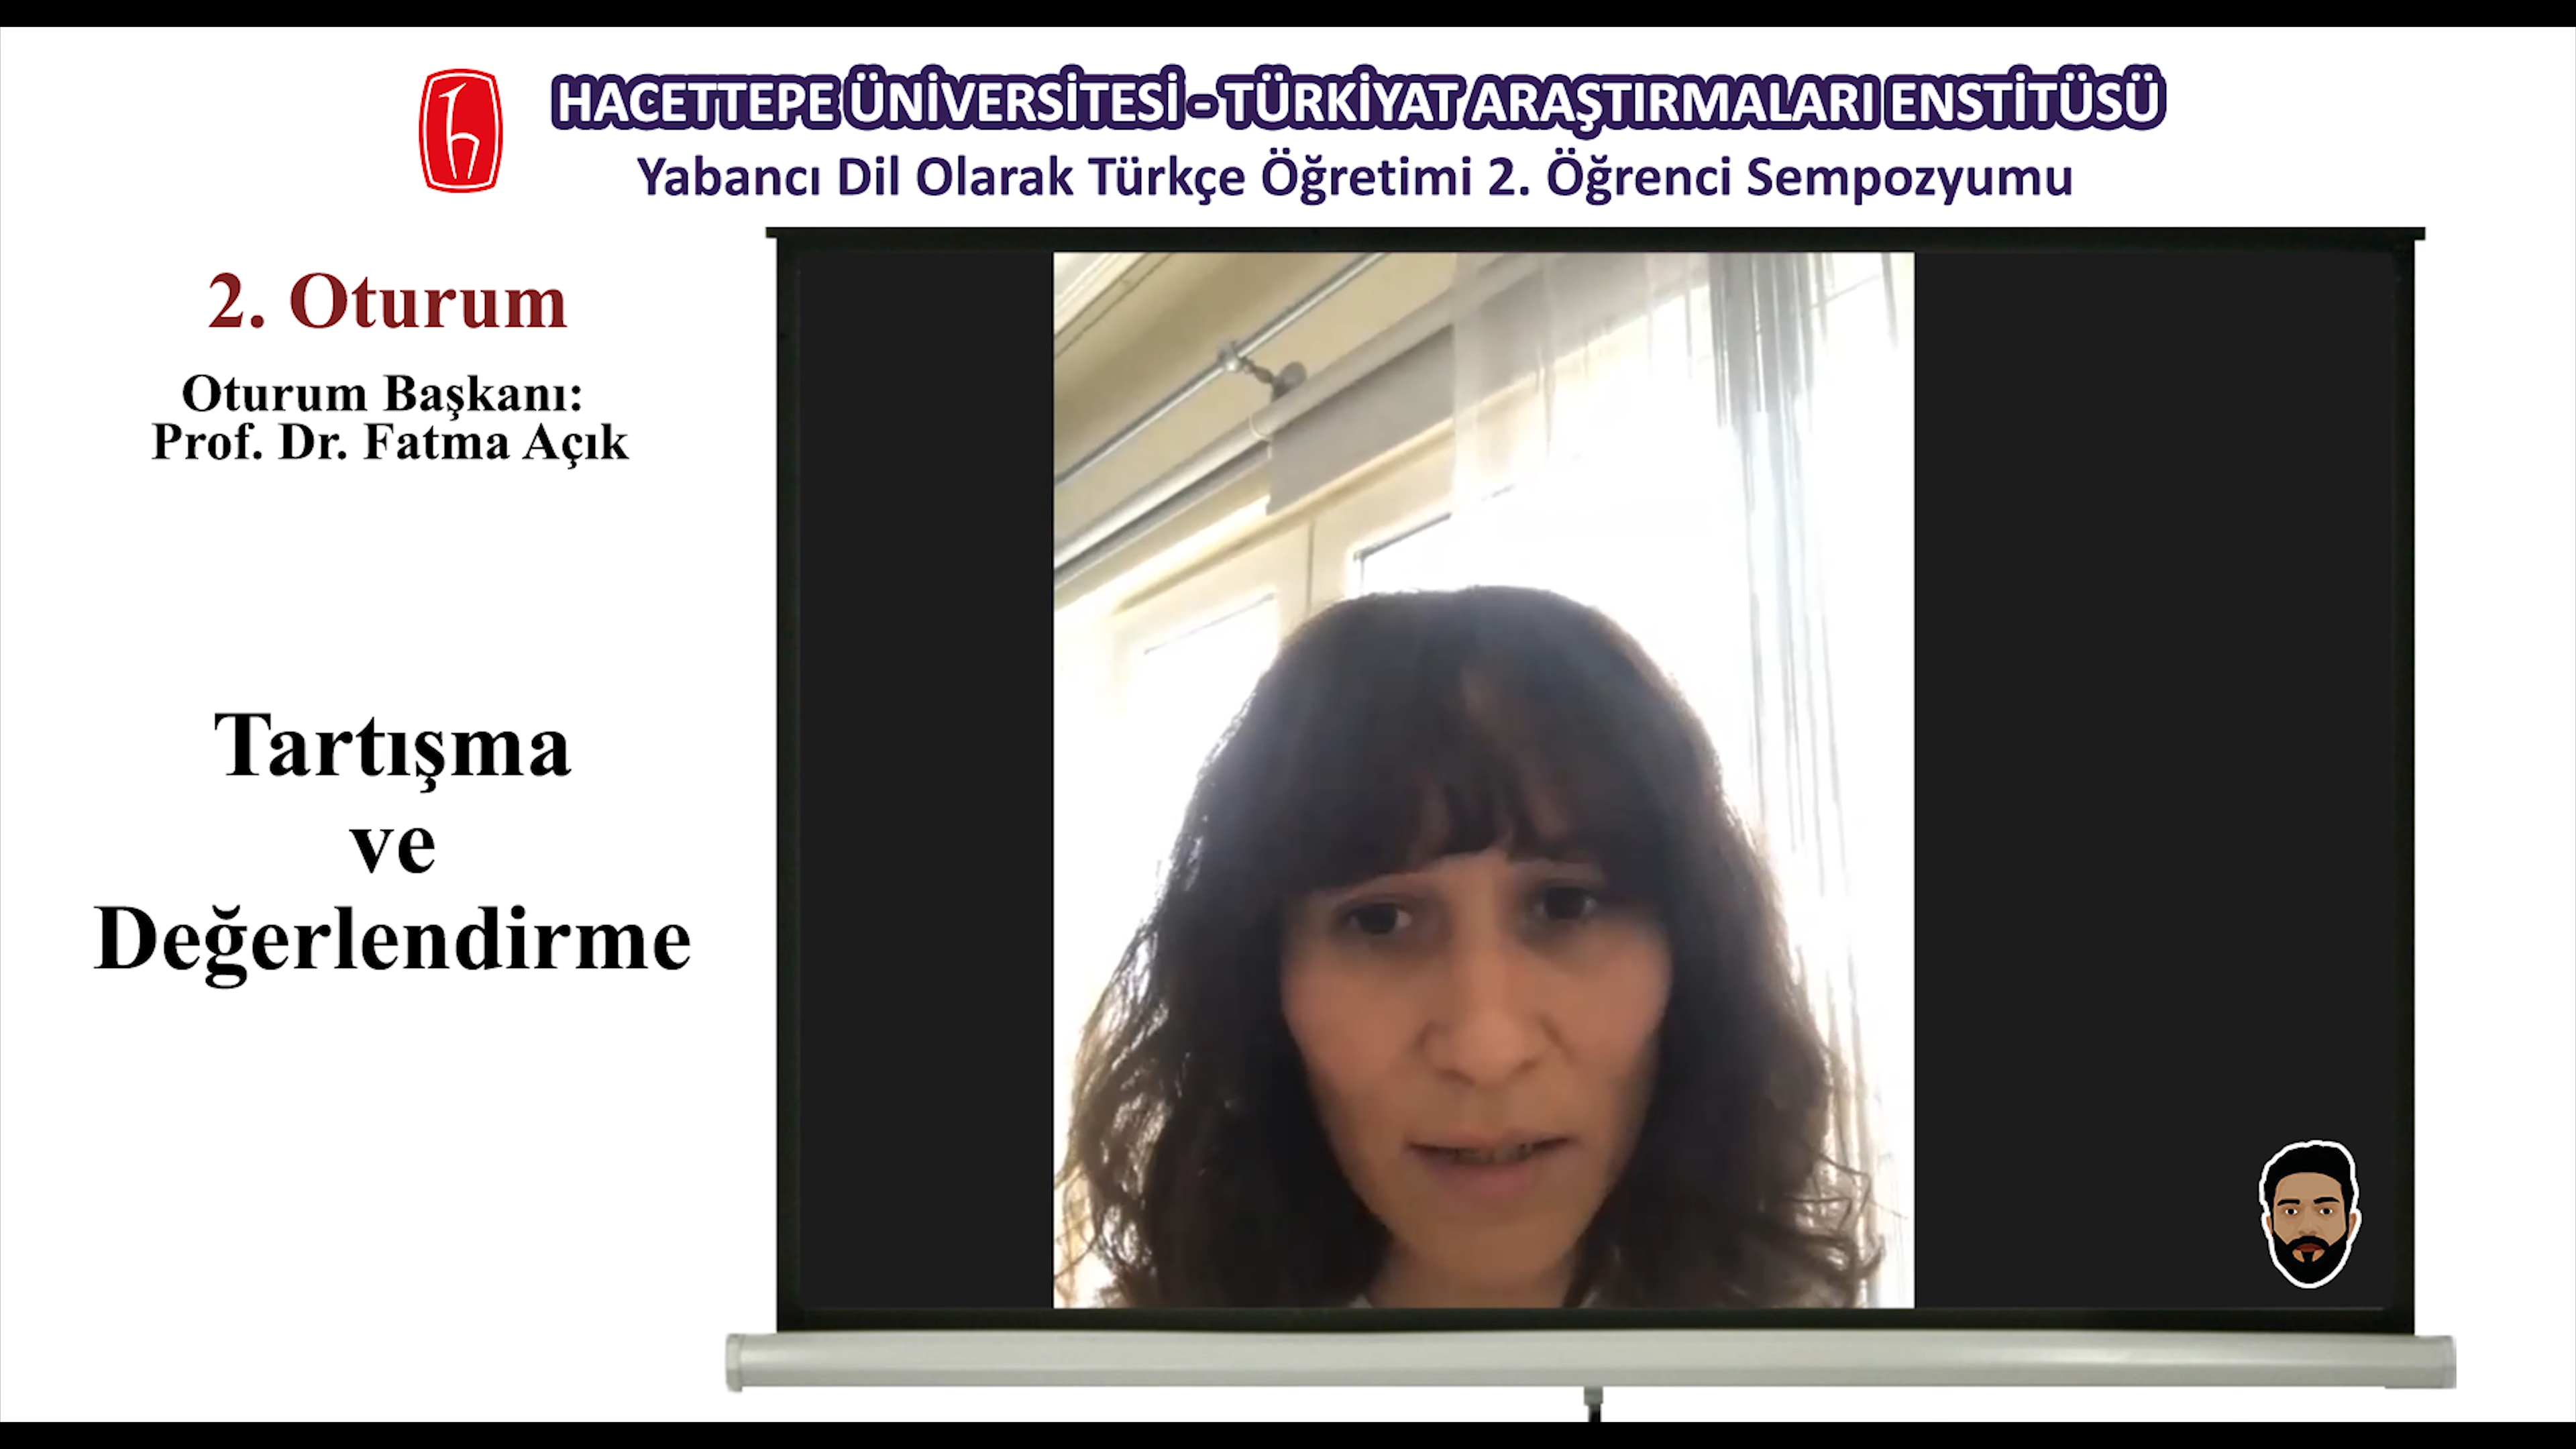 HACETTEPE ÜNİVERSİTESİ - TÜRKİYAT ARAŞTIRMALARI ENSTİTÜSÜ
Yabancı Dil Olarak Türkçe Öğretimi 2. Öğrenci Sempozyumu
2. Oturum
Oturum Başkanı:
Prof. Dr. Fatma Açık
Tartışma
ve
Değerlendirme